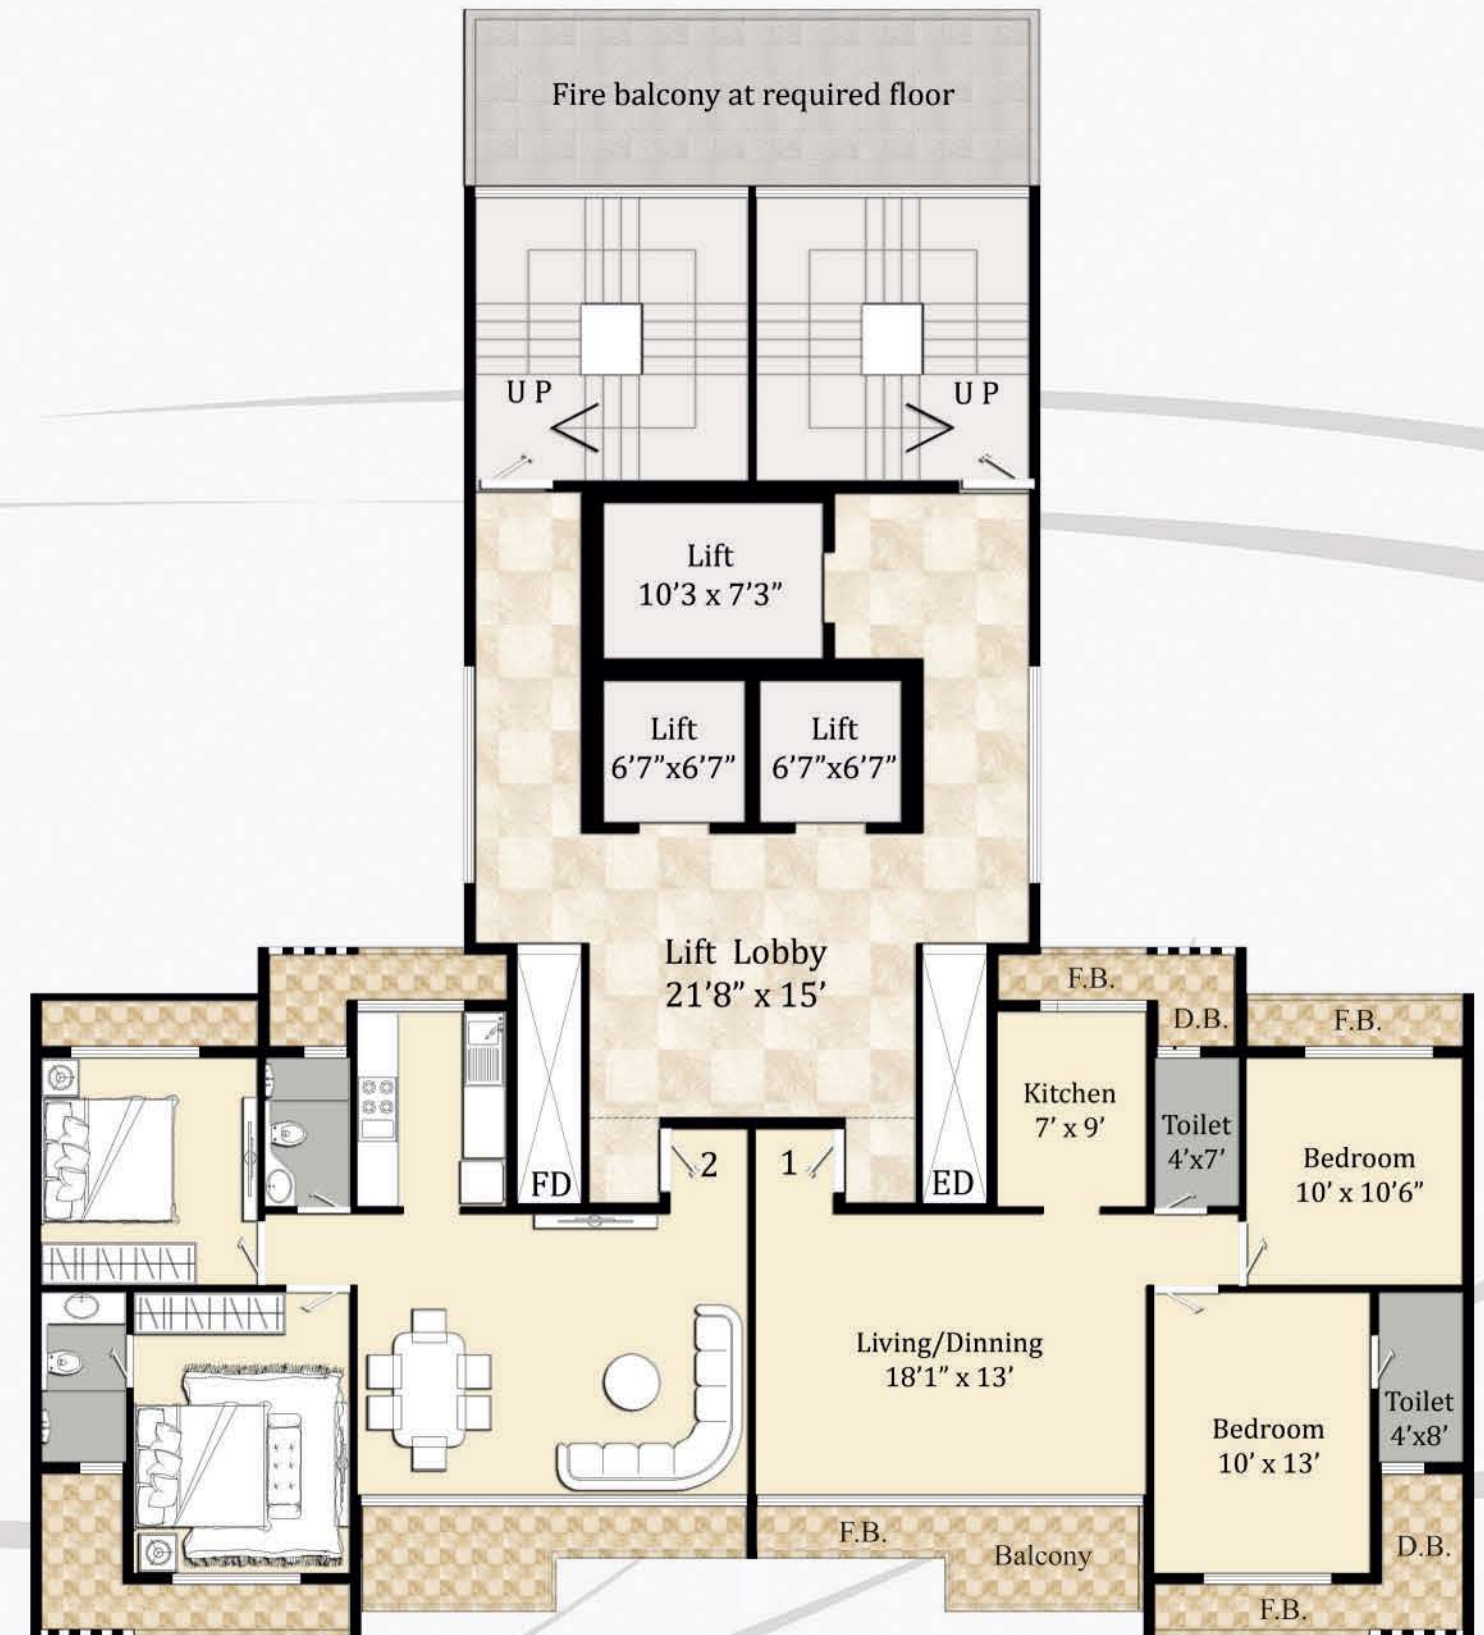 Fire balcony at required floor
U P
U P
Lift
10’3 x 7’3”
Lift
6’7”x6’7”
Lift
6’7”x6’7”
Lift Lobby
21’8” x 15’
F.B.
D.B.
F.B.
Kitchen
7’ x 9’
Toilet
4’x7’
Bedroom
10’ x 10’6”
FD
2
1
ED
Living/Dinning
18’1” x 13’
Bedroom
10’ x 13’
Toilet
4’x8’
F.B.
Balcony
D.B.
F.B.